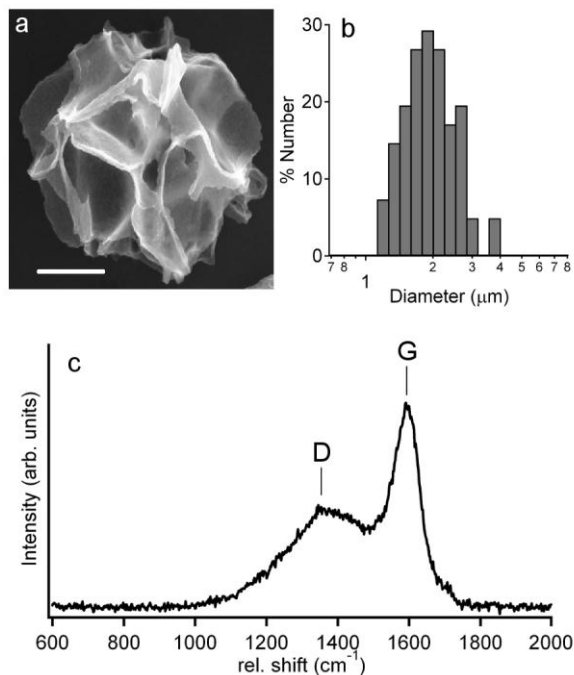 a
b
% Number
30
20
10
0
7 8 1 2 3 4 5 6 7 8
Diameter (μm)
c
D
G
Intensity (arb. units)
600 800 1000 1200 1400 1600 1800 2000
rel. shift (cm⁻¹)